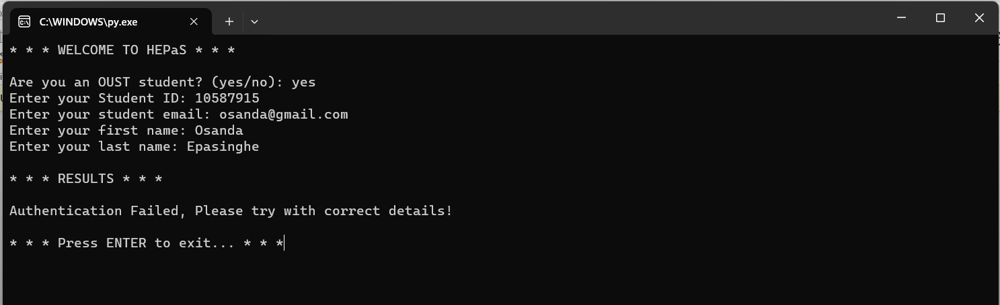 C:\WINDOWS\py.exe
* * * WELCOME TO HEPaS * * *
Are you an OUST student? (yes/no): yes
Enter your Student ID: 10587915
Enter your student email: osanda@gmail.com
Enter your first name: Osanda
Enter your last name: Epasinghe
* * * RESULTS * * *
Authentication Failed, Please try with correct details!
* * * Press ENTER to exit... * * *